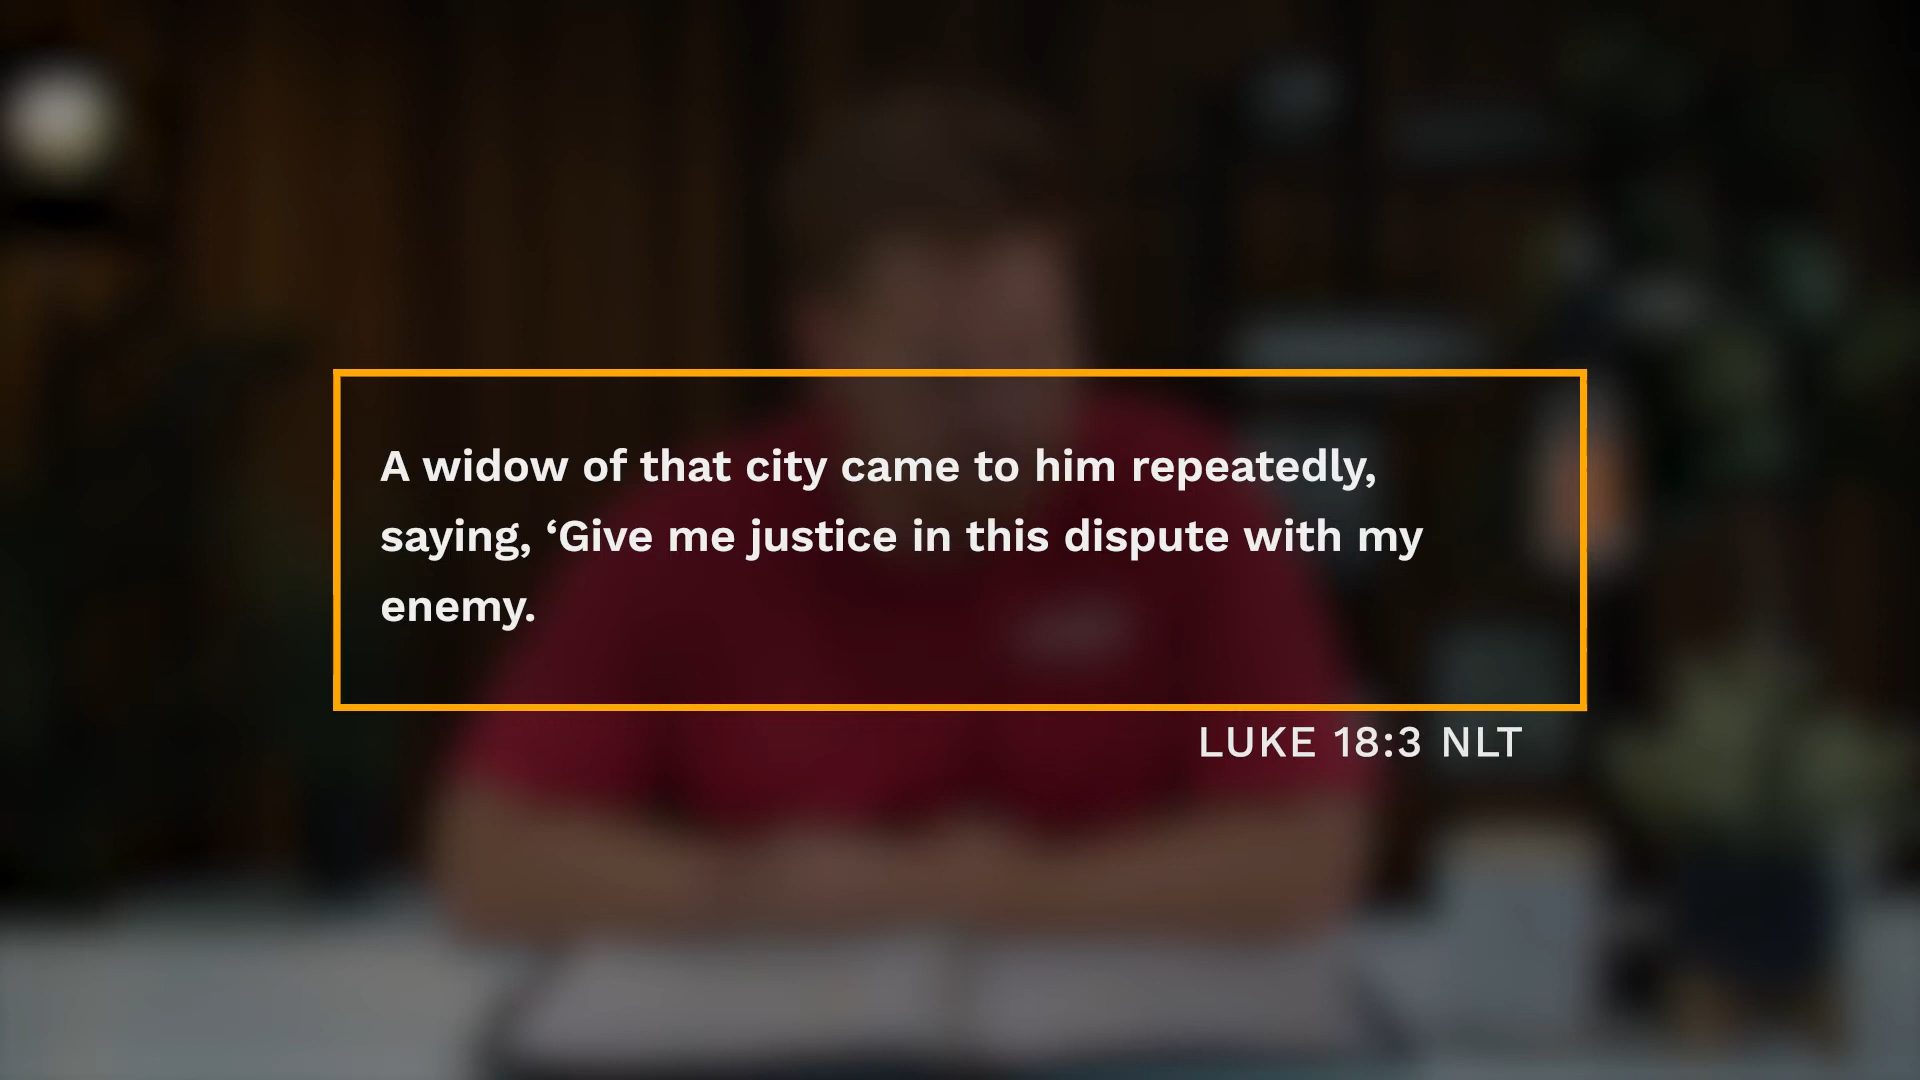 A widow of that city came to him repeatedly,
saying, ‘Give me justice in this dispute with my
enemy.
LUKE 18:3 NLT